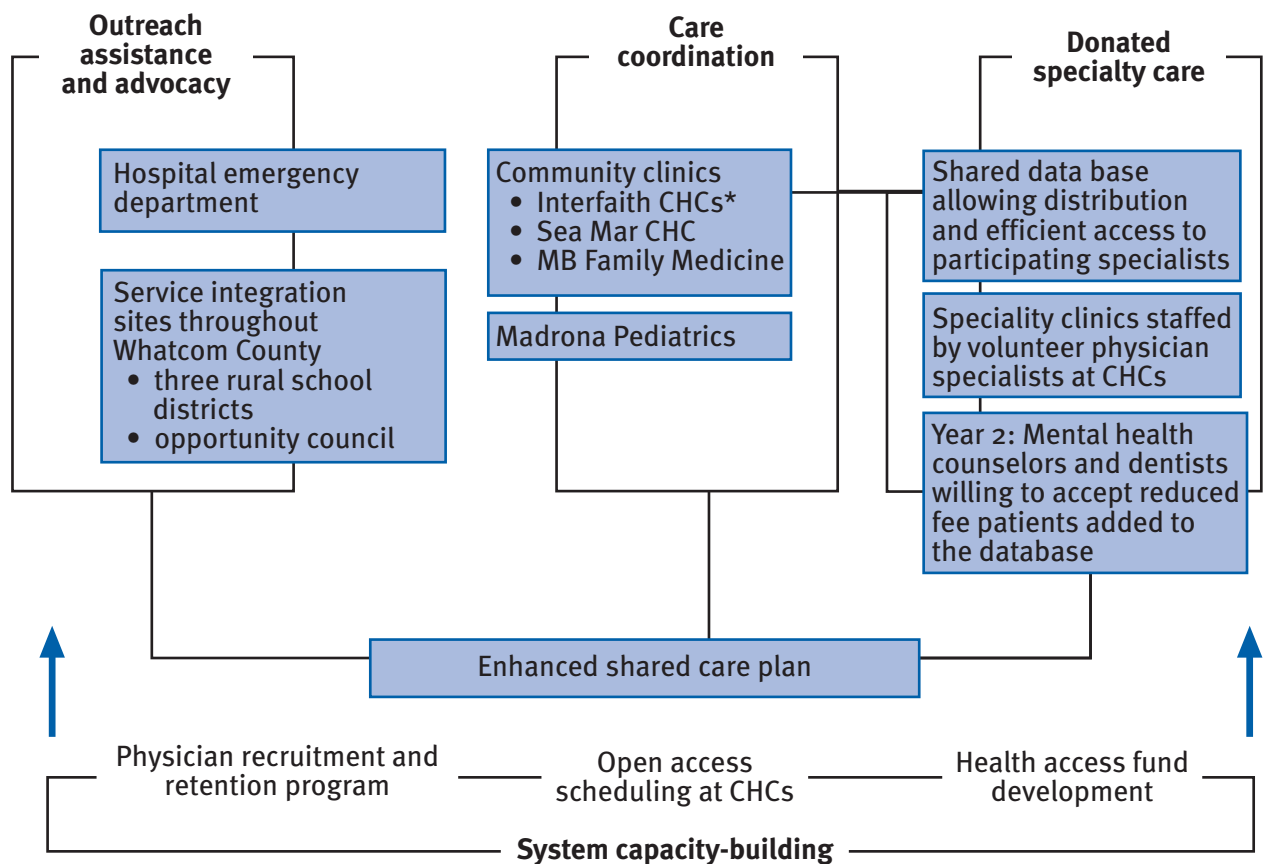 Outreach
assistance
and advocacy
Hospital emergency
department
Service integration
sites throughout
Whatcom County
• three rural school
districts
• opportunity council
Care
coordination
Community clinics
• Interfaith CHCs*
• Sea Mar CHC
• MB Family Medicine
Madrona Pediatrics
Donated
specialty care
Shared data base
allowing distribution
and efficient access to
participating specialists
Speciality clinics staffed
by volunteer physician
specialists at CHCs
Year 2: Mental health
counselors and dentists
willing to accept reduced
fee patients added to
the database
Enhanced shared care plan
Physician recruitment and
retention program
Open access
scheduling at CHCs
Health access fund
development
System capacity-building